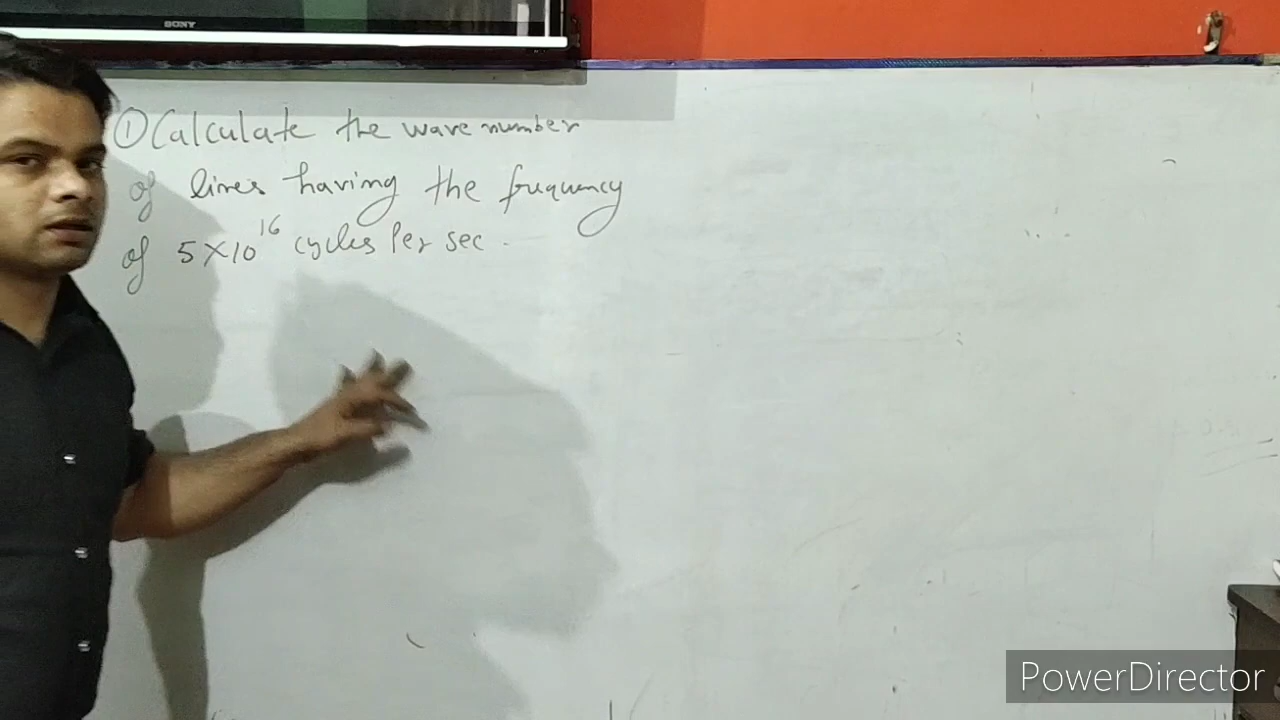 SONY
① Calculate the wave number
of lines having the frequency
of 5×10¹⁶ cycles Per sec.
PowerDirector